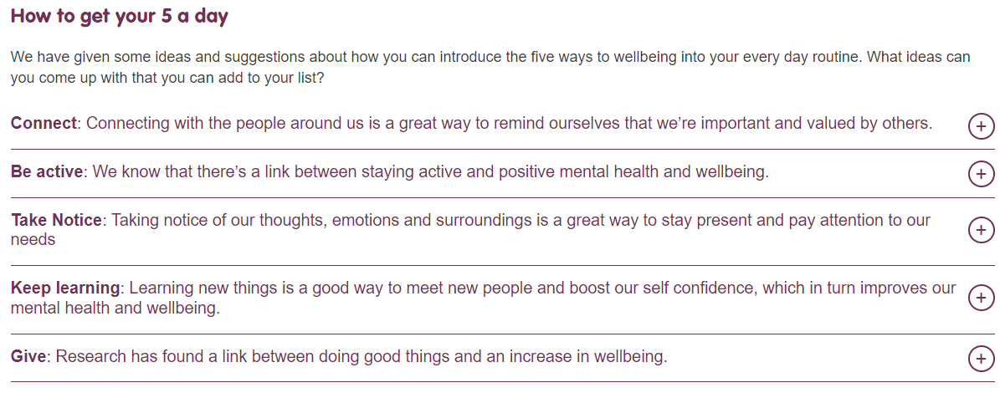 How to get your 5 a day
We have given some ideas and suggestions about how you can introduce the five ways to wellbeing into your every day routine. What ideas can
you come up with that you can add to your list?
Connect: Connecting with the people around us is a great way to remind ourselves that we’re important and valued by others.
Be active: We know that there’s a link between staying active and positive mental health and wellbeing.
Take Notice: Taking notice of our thoughts, emotions and surroundings is a great way to stay present and pay attention to our
needs
Keep learning: Learning new things is a good way to meet new people and boost our self confidence, which in turn improves our
mental health and wellbeing.
Give: Research has found a link between doing good things and an increase in wellbeing.